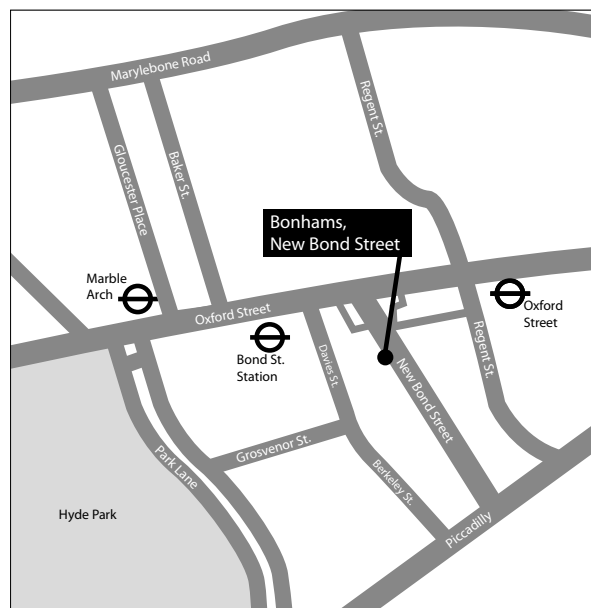 Marylebone Road
Regent St.
Gloucester Place
Baker St.
Bonhams,
New Bond Street
Marble
Arch
Oxford
Street
Oxford Street
Bond St.
Station
Davies St.
New Bond Street
Regent St.
Grosvenor St.
Park Lane
Berkeley St.
Hyde Park
Piccadilly